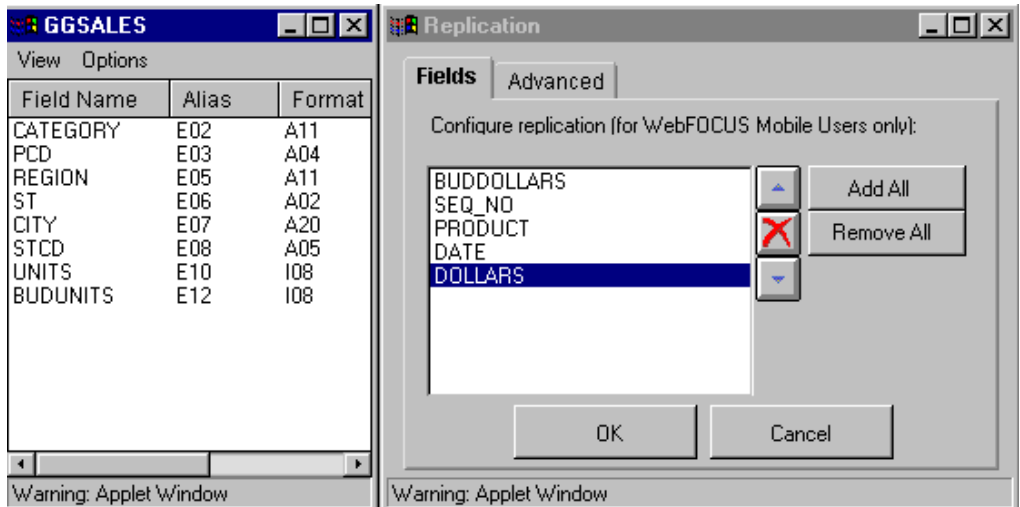 GGSALES
View Options
Field Name Alias Format
CATEGORY E02 A11
PCD E03 A04
REGION E05 A11
ST E06 A02
CITY E07 A20
STCD E08 A05
UNITS E10 I08
BUDUNITS E12 I08
Warning: Applet Window
Replication
Fields Advanced
Configure replication (for WebFOCUS Mobile Users only):
BUDDOLLARS
SEQ_NO
PRODUCT
DATE
DOLLARS
Add All
Remove All
OK Cancel
Warning: Applet Window